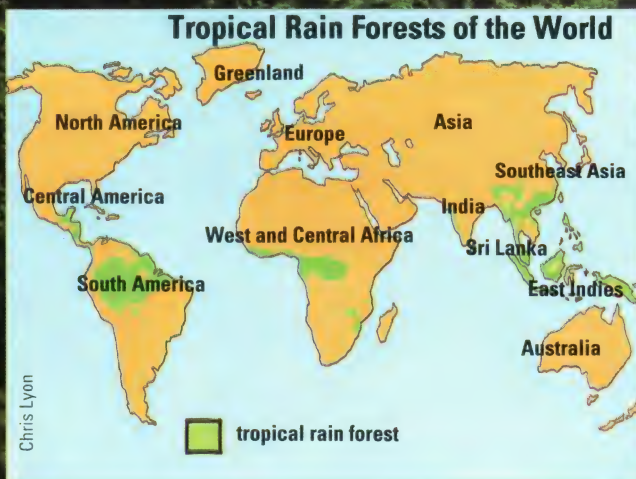 Tropical Rain Forests of the World
Greenland
North America
Europe
Asia
Southeast Asia
Central America
India
West and Central Africa
Sri Lanka
South America
East Indies
Australia
Chris Lyon
tropical rain forest